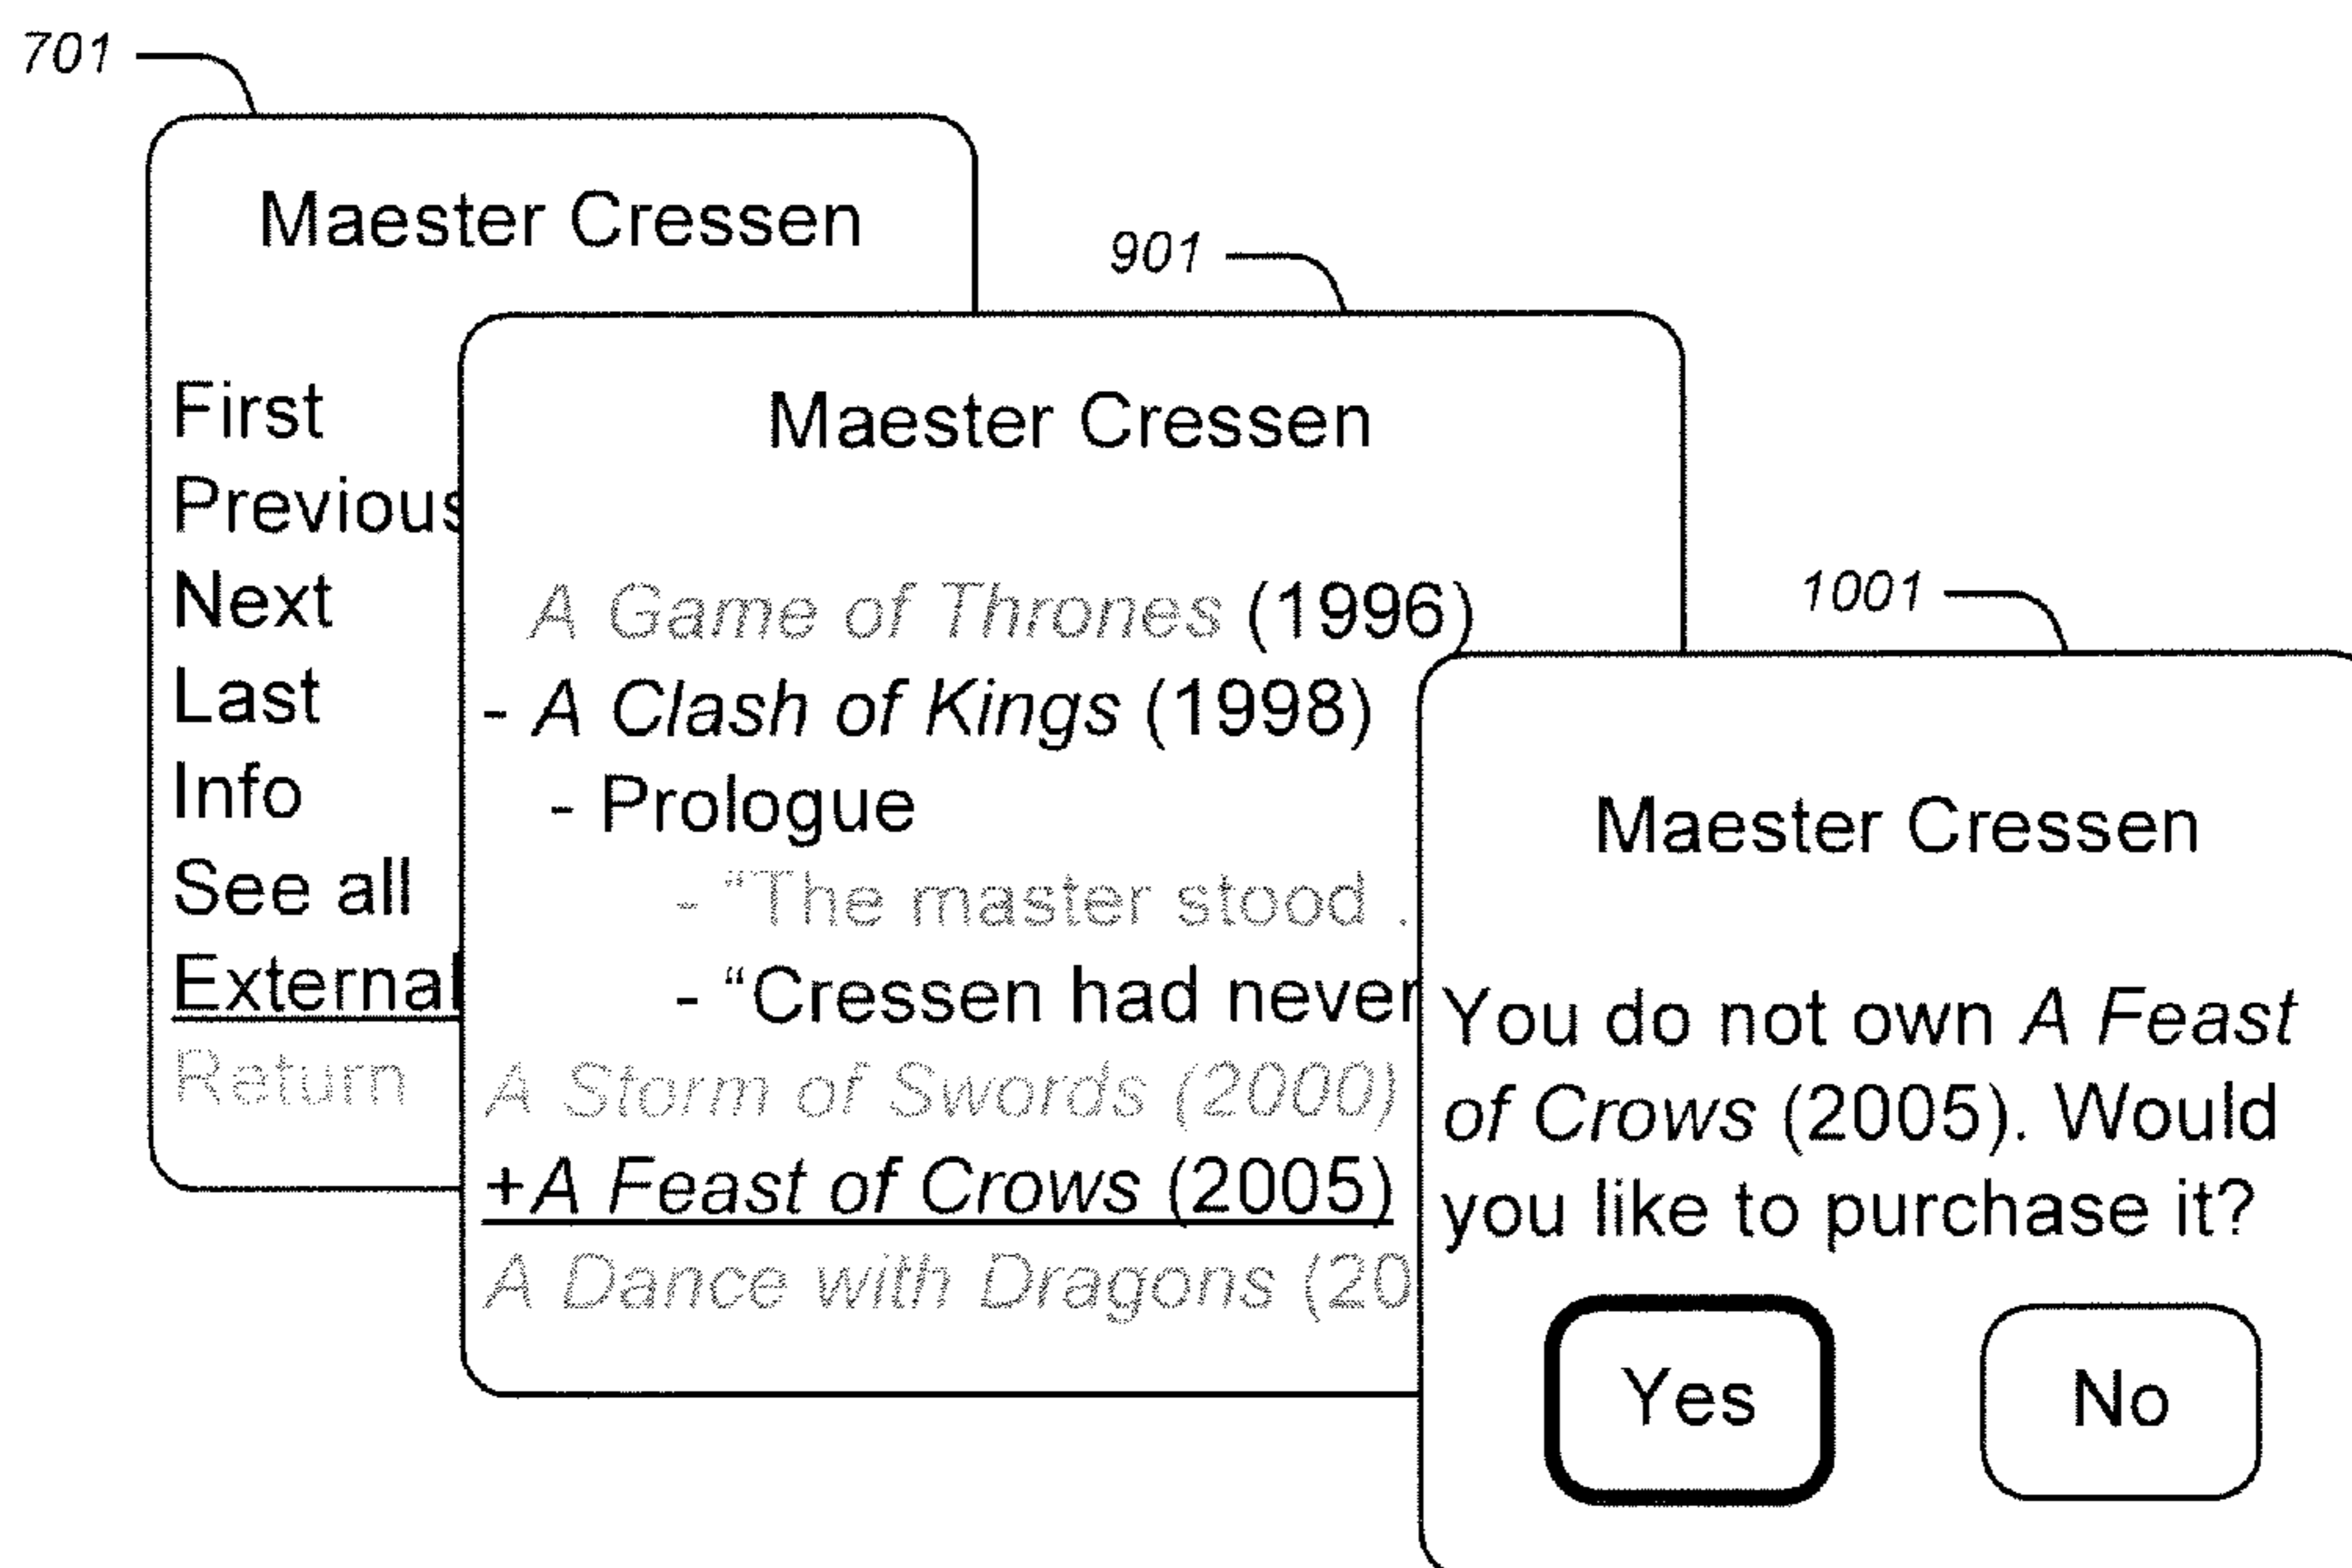 701
Maester Cressen
First
Previous
Next
Last
Info
See all
External
Return
901
Maester Cressen
A Game of Thrones (1996)
- A Clash of Kings (1998)
- Prologue
- “The master stood .
- “Cressen had never
A Storm of Swords (2000)
+A Feast of Crows (2005)
A Dance with Dragons (20
1001
Maester Cressen
You do not own A Feast
of Crows (2005). Would
you like to purchase it?
Yes
No